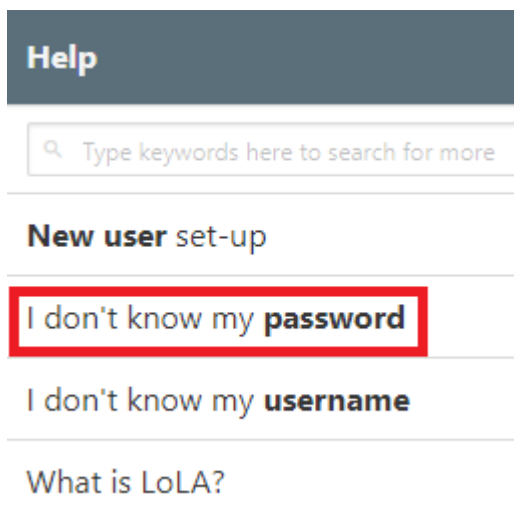 Help
Type keywords here to search for more
New user set-up
I don't know my password
I don't know my username
What is LoLA?